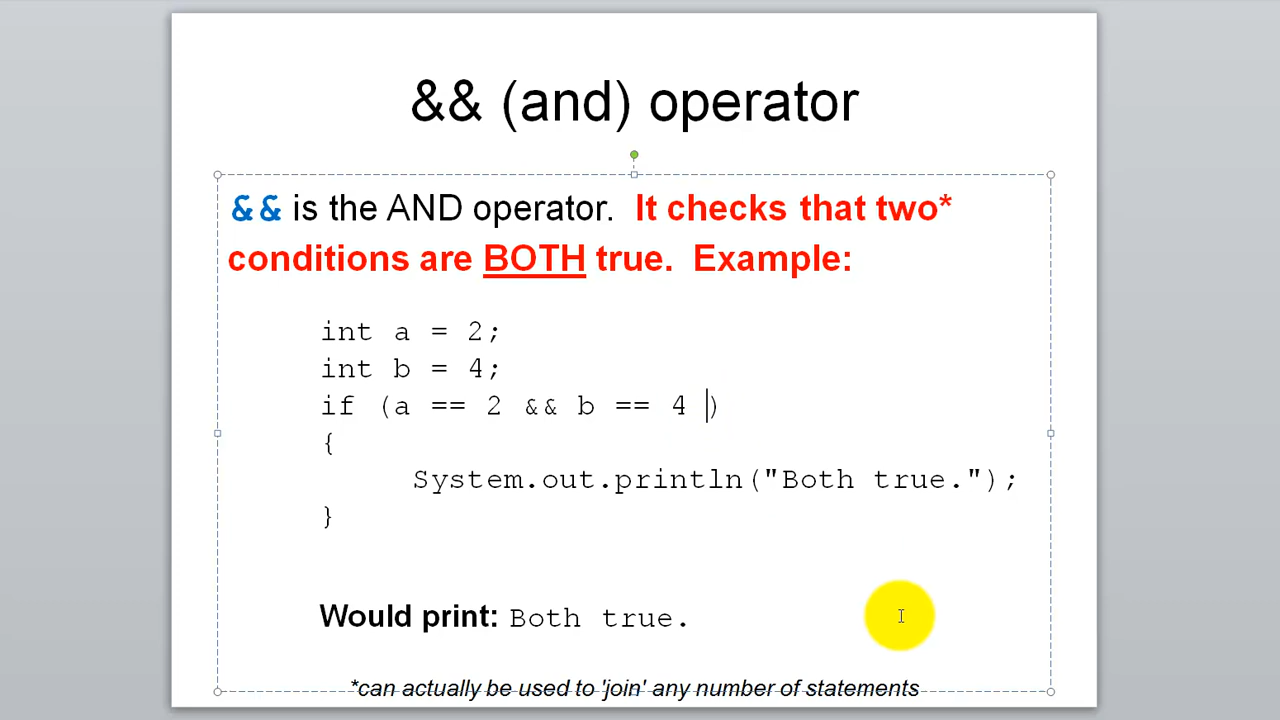 && (and) operator
&& is the AND operator. It checks that two*
conditions are BOTH true. Example:
int a = 2;
int b = 4;
if (a == 2 && b == 4 )
{
System.out.println("Both true.");
}
Would print: Both true.
*can actually be used to 'join' any number of statements